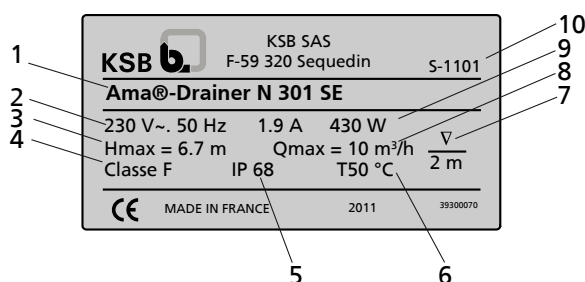 KSB b.
KSB SAS
F-59 320 Sequedin
S-1101
Ama®-Drainer N 301 SE
230 V~. 50 Hz 1.9 A 430 W
Hmax = 6.7 m Qmax = 10 m³/h
∇
2 m
Classe F IP 68 T50 °C
CE MADE IN FRANCE 2011 39300070
1
2
3
4
5
6
7
8
9
10